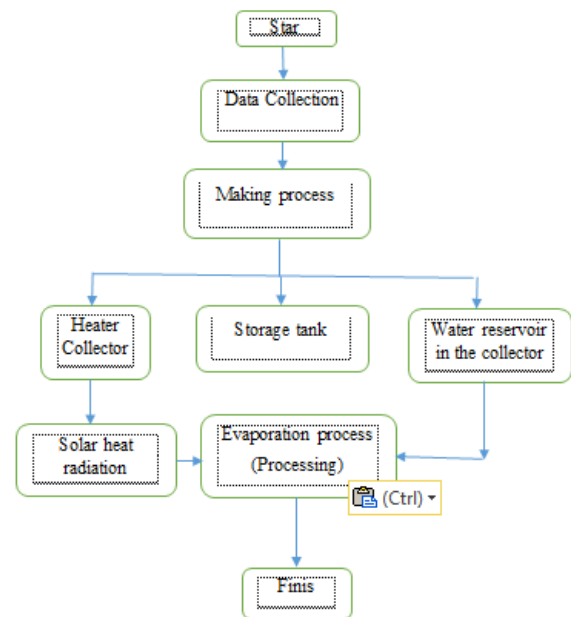 Star
Data Collection
Making process
Heater
Collector
Storage tank
Water reservoir
in the collector
Solar heat
radiation
Evaporation process
(Processing)
(Ctrl)
Finis